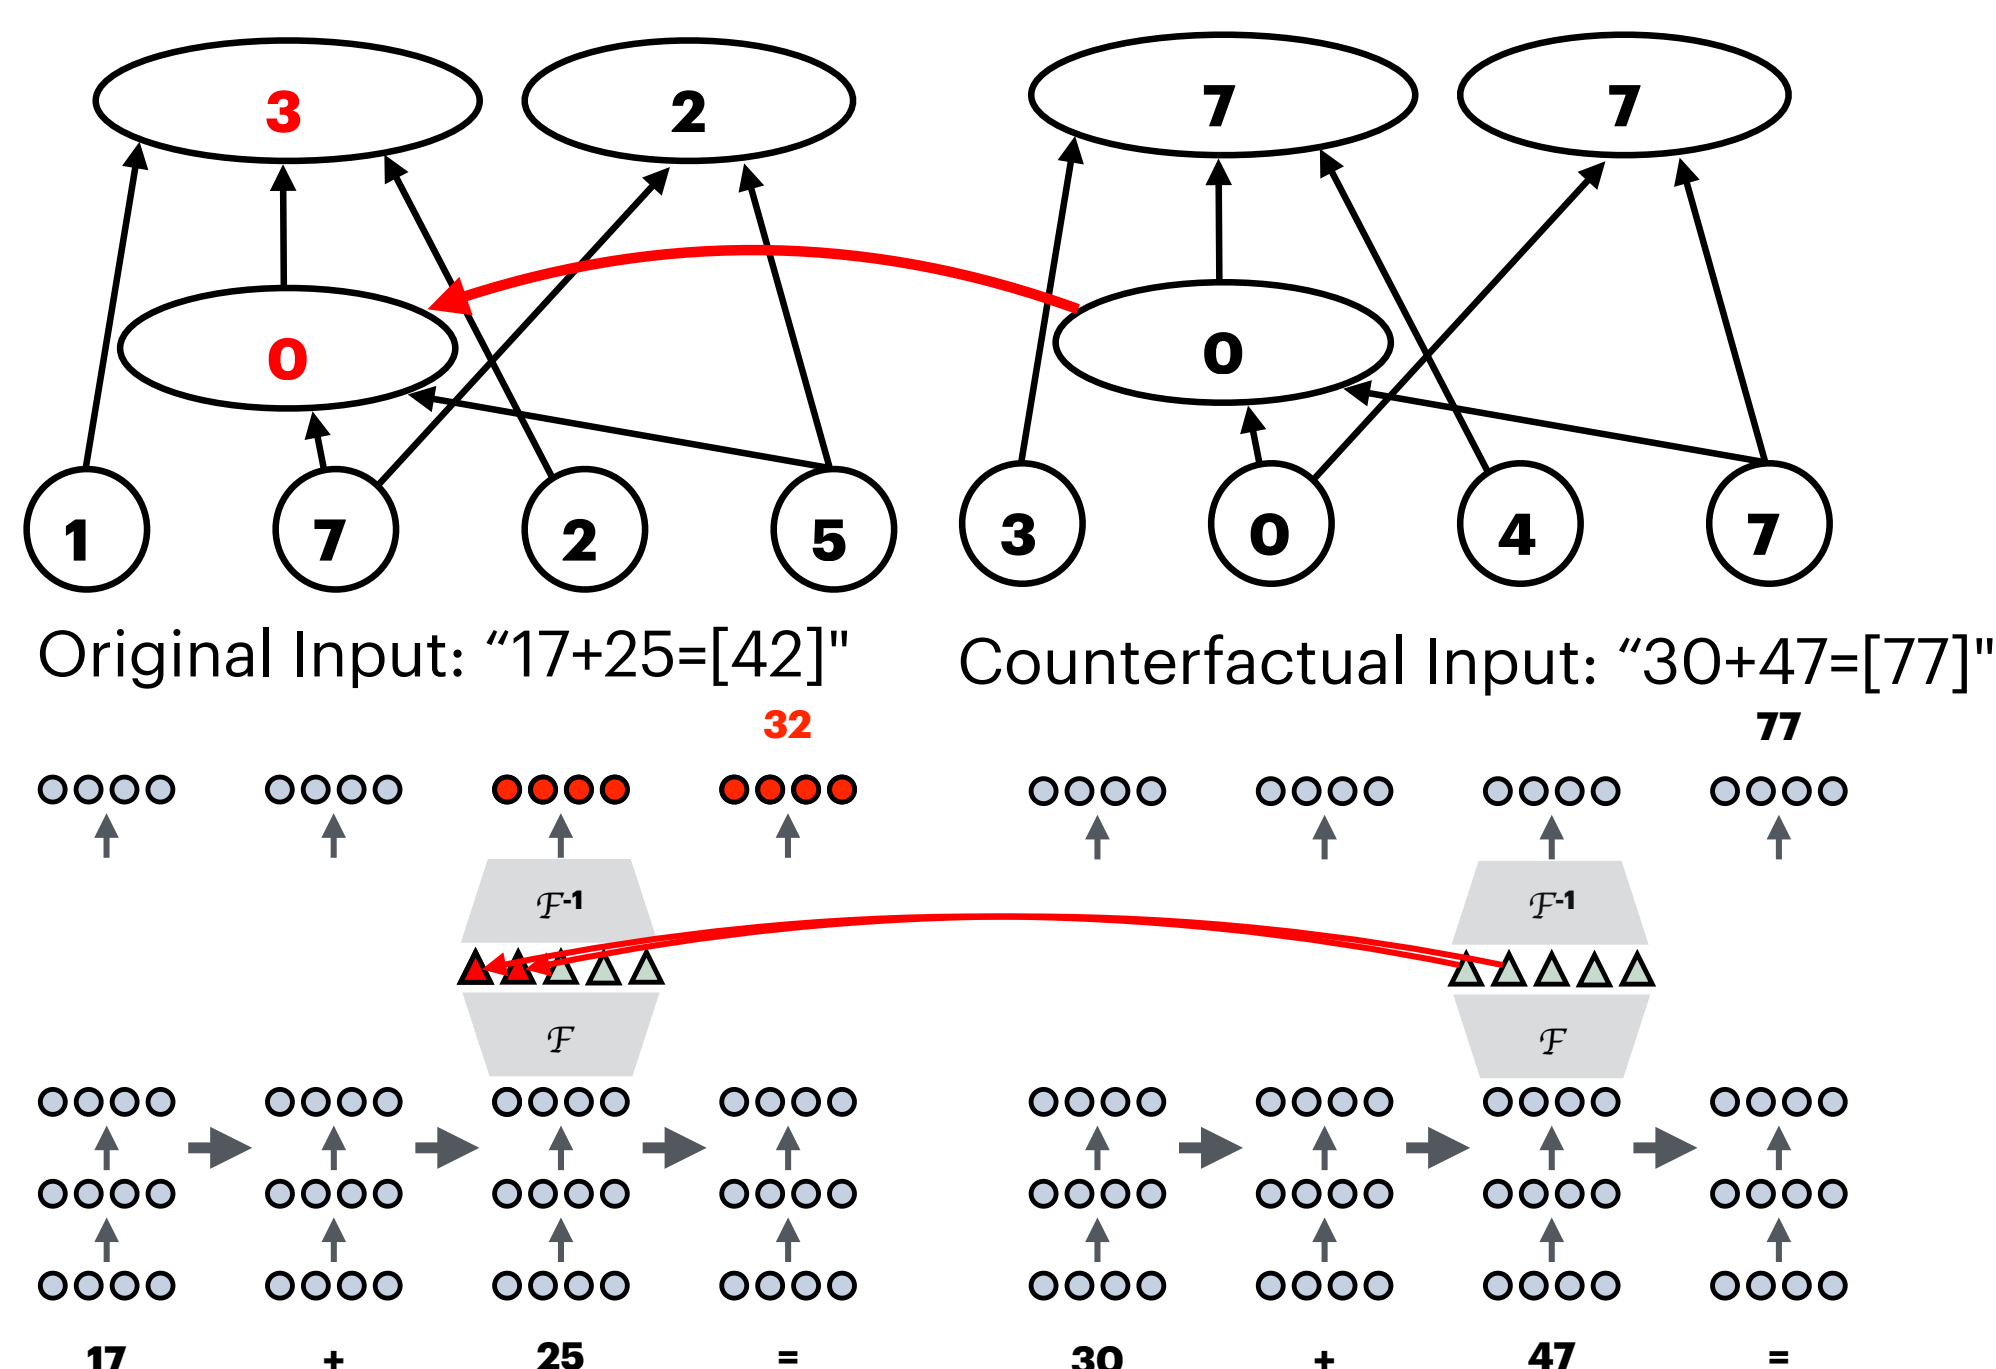 3 2 7 7
0 0
1 7 2 5 3 0 4 7
Original Input: “17+25=[42]"
Counterfactual Input: “30+47=[77]"
32 77
ℱ-1 ℱ-1
ℱ ℱ
17 + 25 = 30 + 47 =